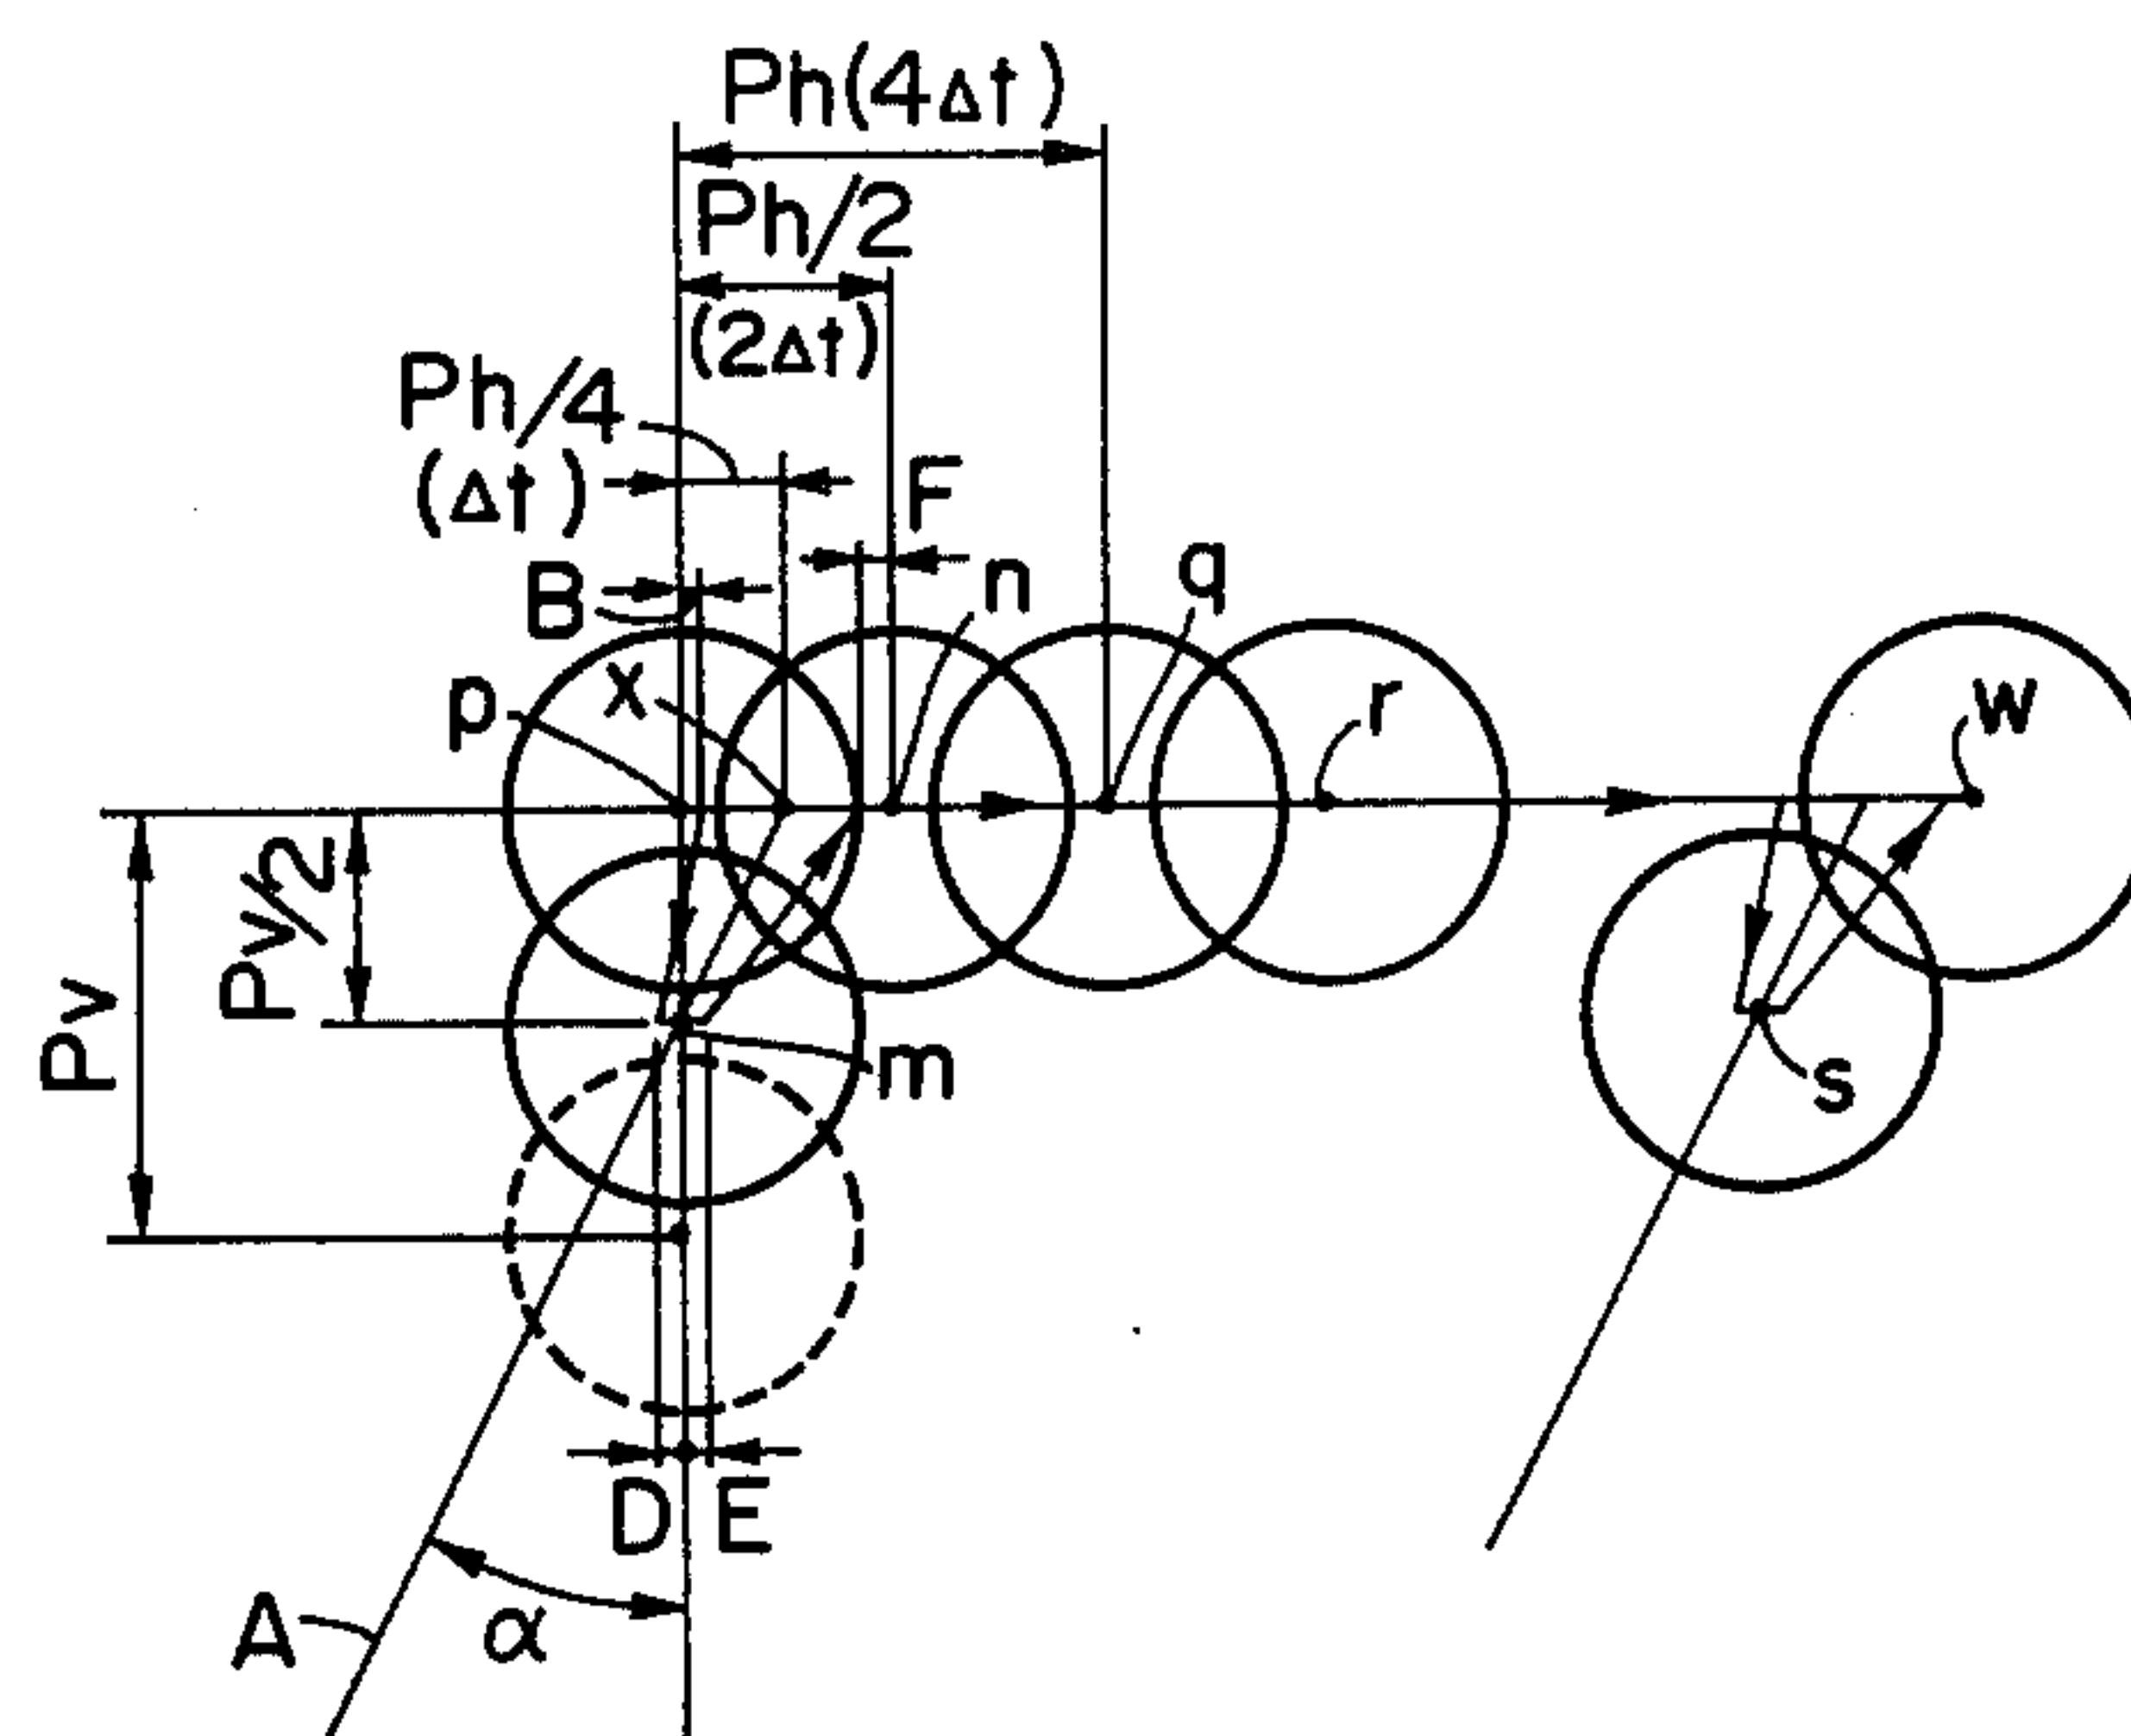 Ph(4Δt)
Ph/2
(2Δt)
Ph/4
(Δt)
F
B
n
q
p
x
r
w
Pv/2
Pv
m
s
D E
A
α